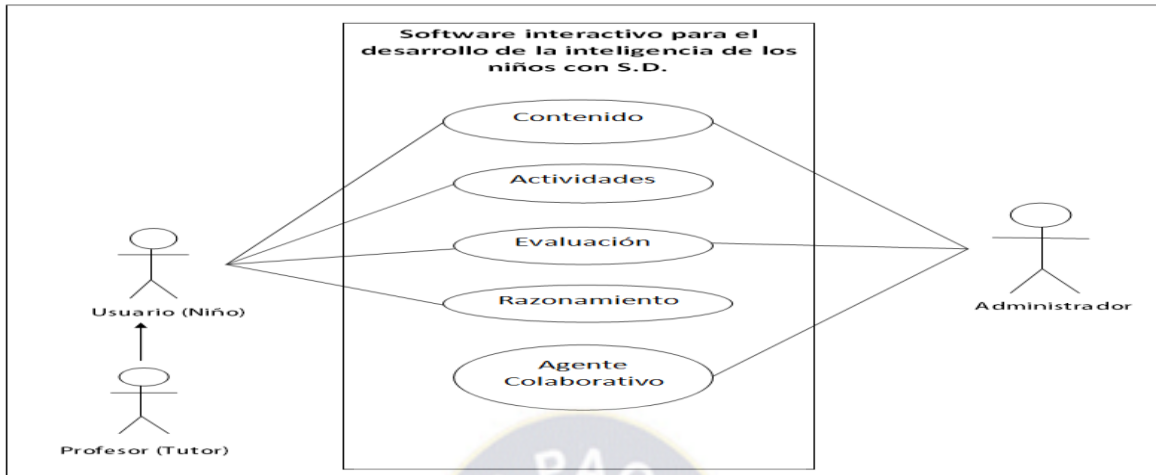 Software interactivo para el
desarrollo de la inteligencia de los
niños con S.D.
Contenido
Actividades
Evaluación
Razonamiento
Agente
Colaborativo
Usuario (Niño)
Profesor (Tutor)
Administrador